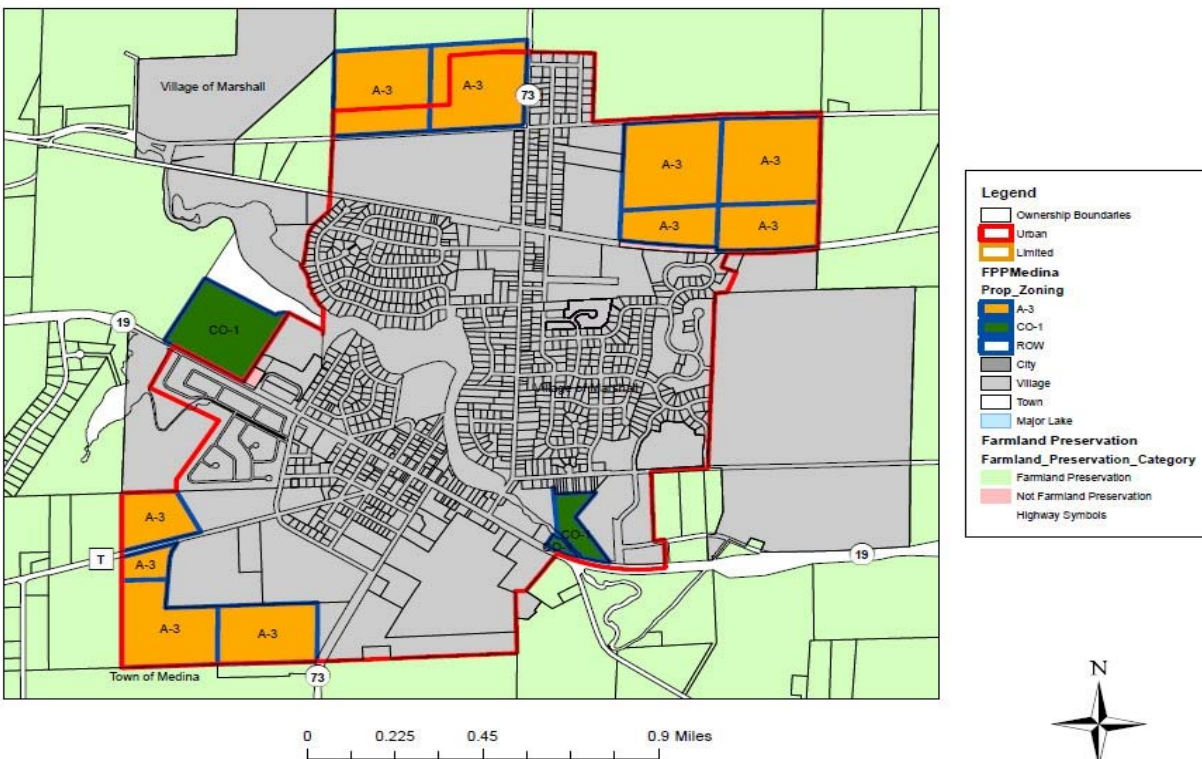 Village of Marshall
A-3
A-3
73
A-3
A-3
A-3
A-3
CO-1
19
Village of Marshall
A-3
T
A-3
CO-1
19
A-3
A-3
Town of Medina
73
Legend
Ownership Boundaries
Urban
Limited
FPPMedina
Prop_Zoning
A-3
CO-1
ROW
City
Village
Town
Major Lake
Farmland Preservation
Farmland_Preservation_Category
Farmland Preservation
Not Farmland Preservation
Highway Symbols
N
0 0.225 0.45 0.9 Miles